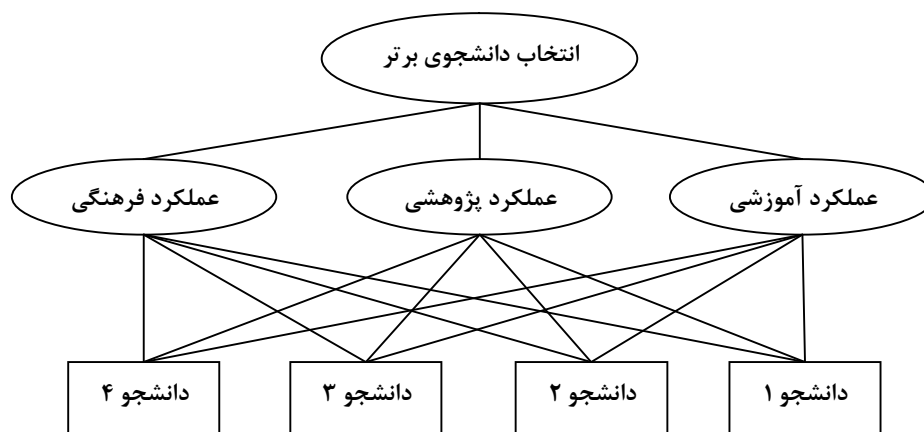 انتخاب دانشجوی برتر
عملکرد آموزشی
عملکرد پژوهشی
عملکرد فرهنگی
دانشجو ۱
دانشجو ۲
دانشجو ۳
دانشجو ۴